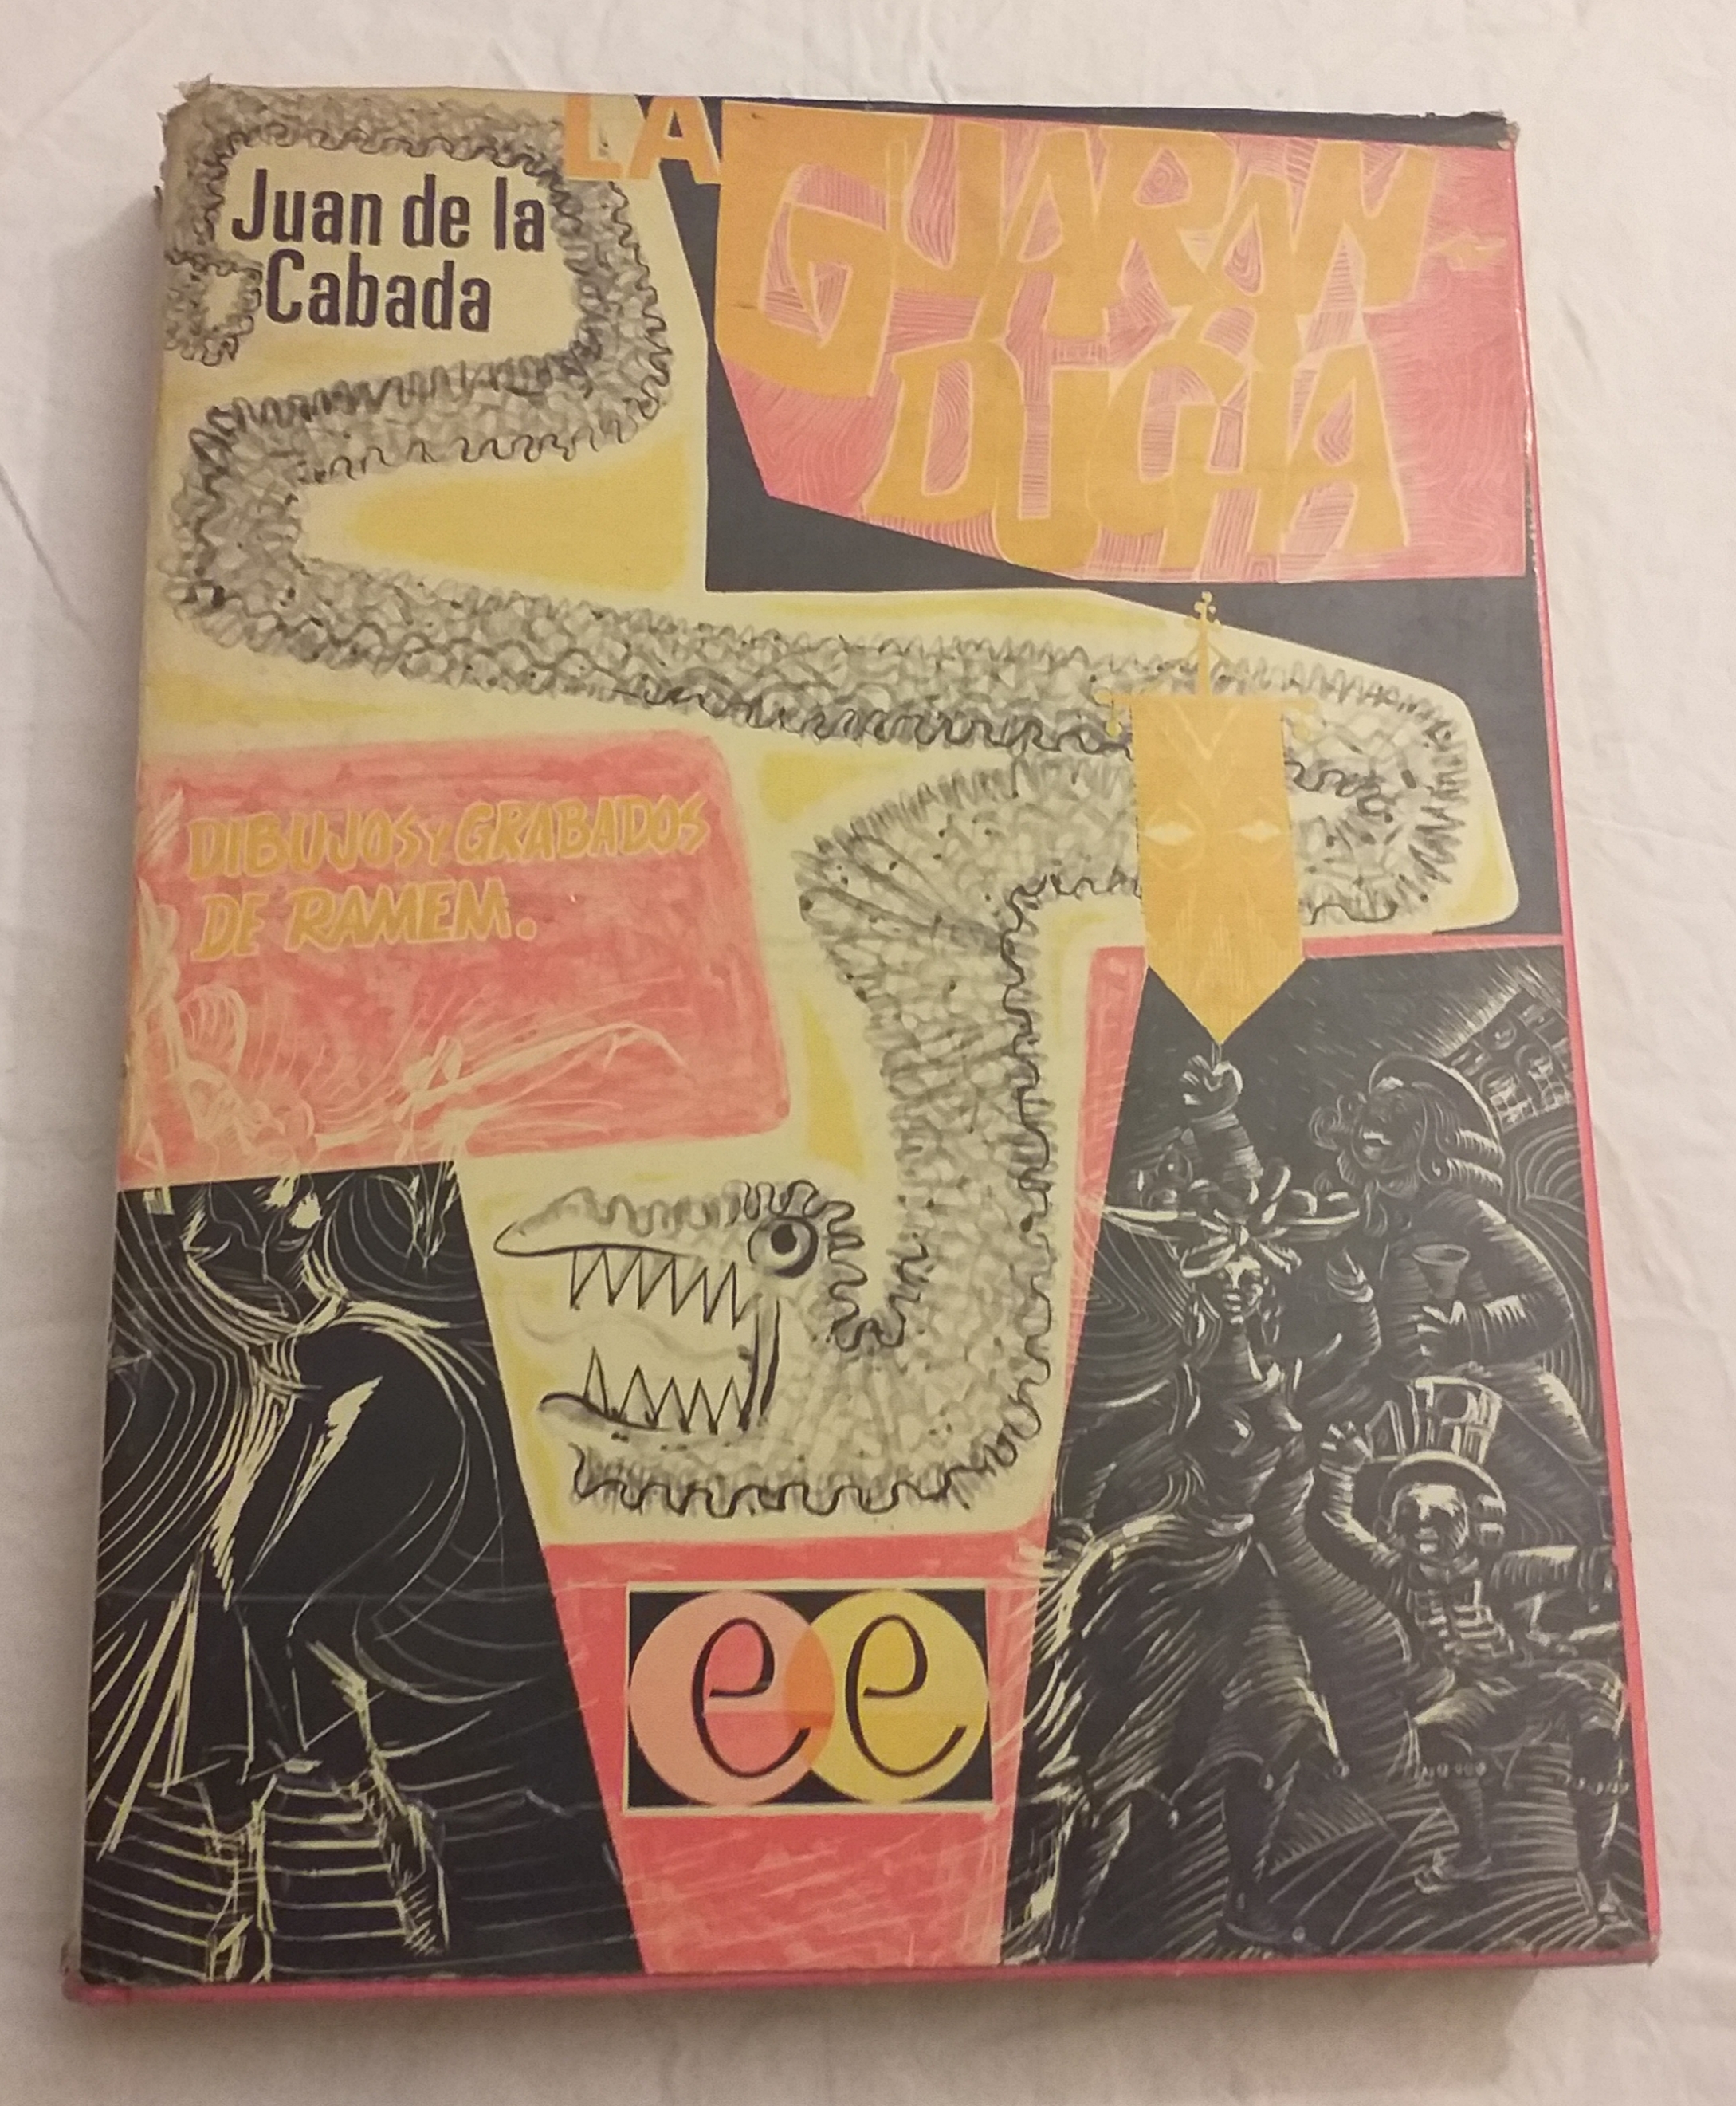 Juan de la
Cabada
LA
GUARAN-
DUCHA
DIBUJOS Y GRABADOS
DE RAMEM.
ee